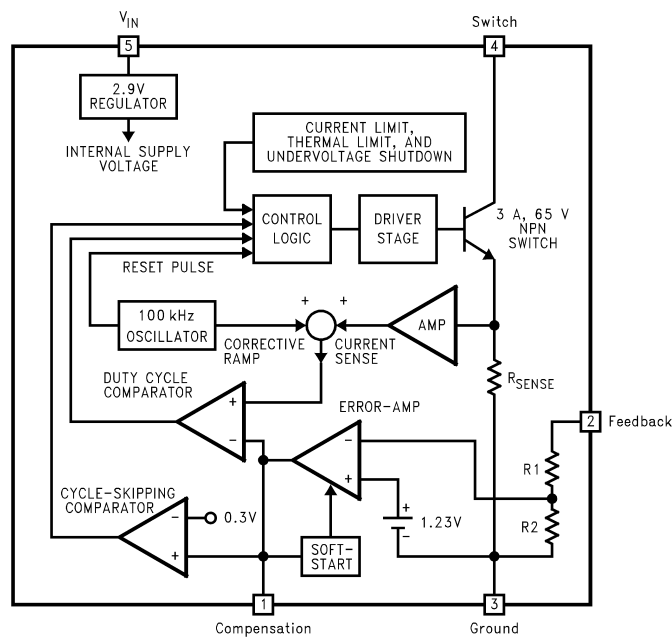 V_IN
Switch
5
4
2.9V
REGULATOR
CURRENT LIMIT,
THERMAL LIMIT, AND
UNDERVOLTAGE SHUTDOWN
INTERNAL SUPPLY
VOLTAGE
CONTROL
LOGIC
DRIVER
STAGE
3 A, 65 V
NPN
SWITCH
RESET PULSE
100 kHz
OSCILLATOR
+
+
AMP
CORRECTIVE
RAMP
CURRENT
SENSE
R_SENSE
DUTY CYCLE
COMPARATOR
+
−
ERROR-AMP
−
+
2
Feedback
R1
R2
CYCLE-SKIPPING
COMPARATOR
−
0.3V
+
+
1.23V
−
SOFT-
START
1
3
Compensation
Ground